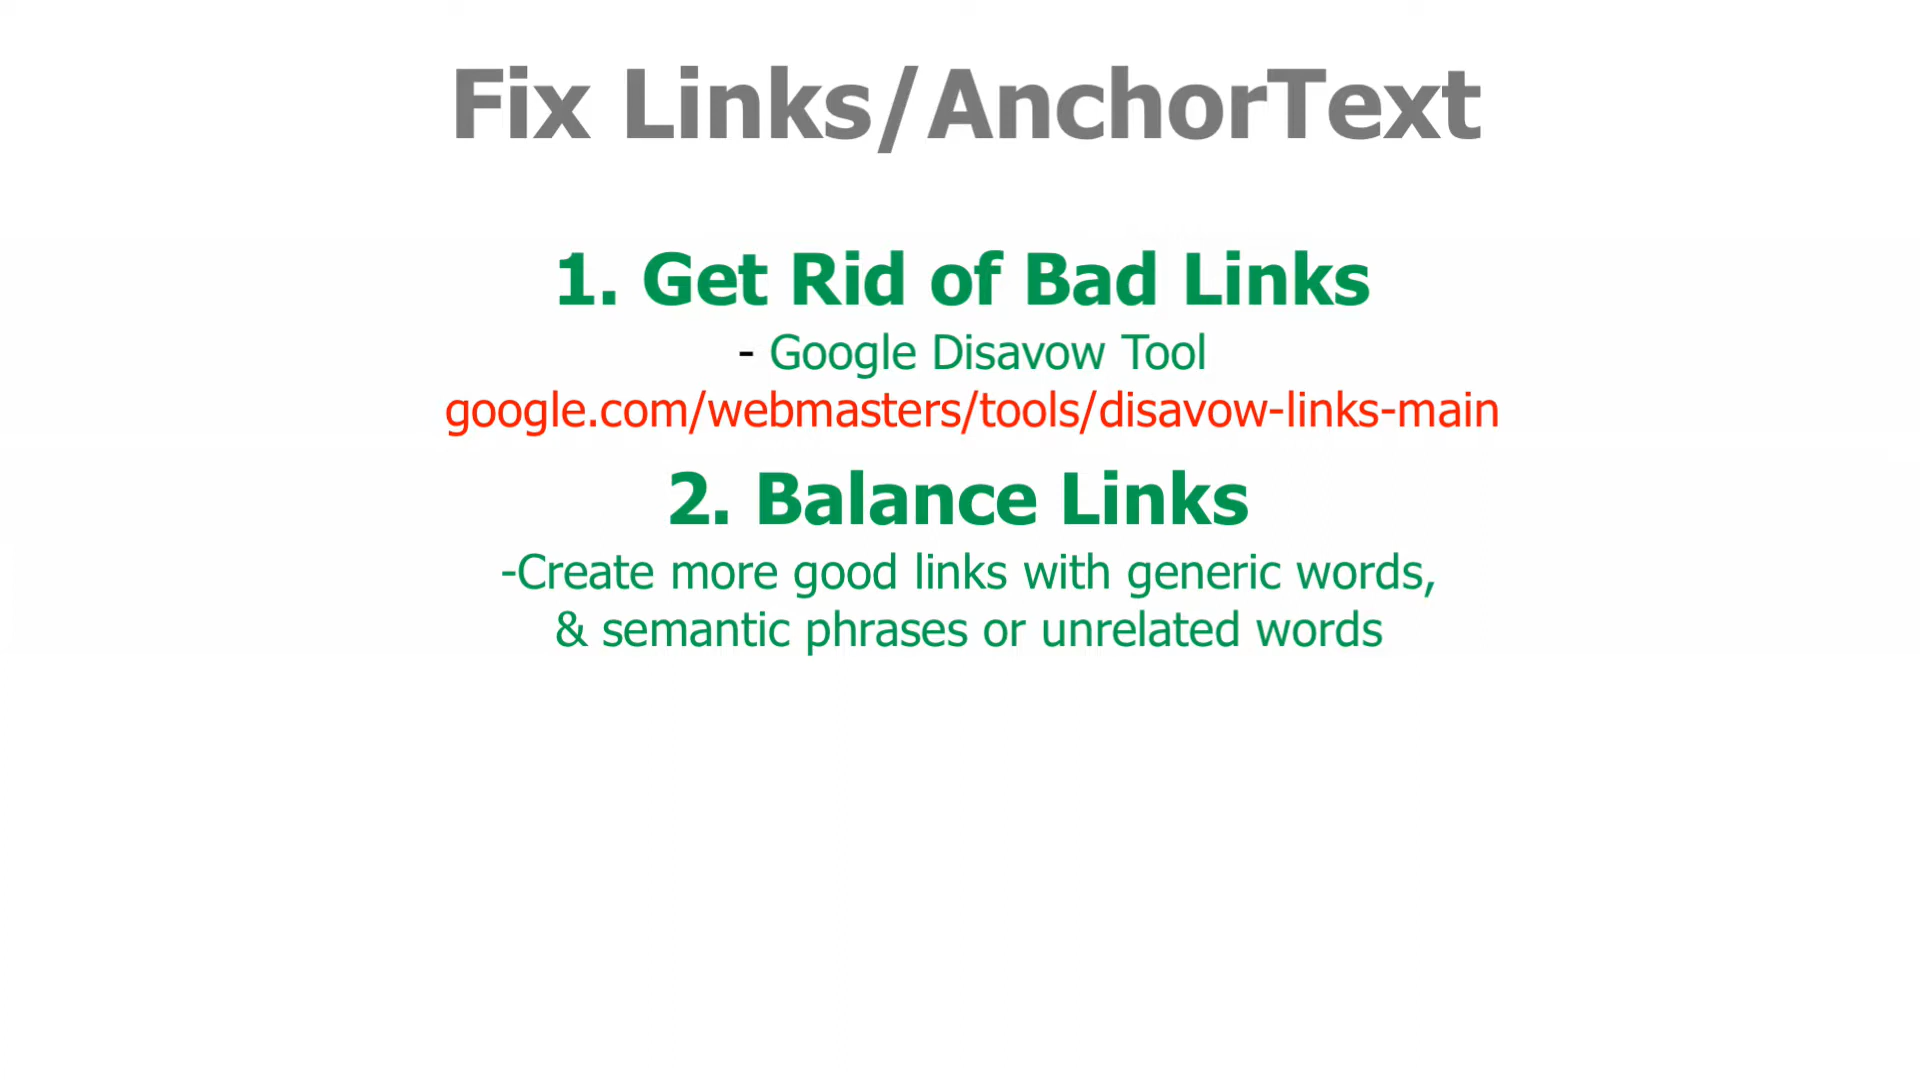 Fix Links/AnchorText
1. Get Rid of Bad Links
- Google Disavow Tool
google.com/webmasters/tools/disavow-links-main
2. Balance Links
-Create more good links with generic words,
& semantic phrases or unrelated words